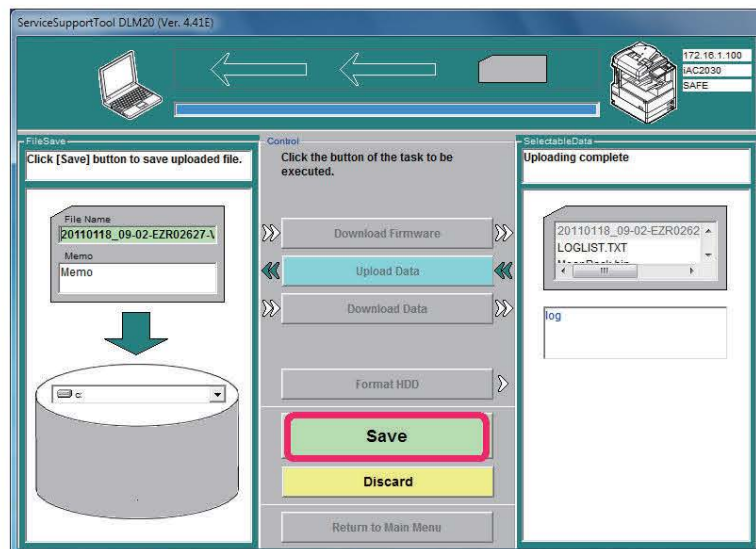 ServiceSupportTool DLM20 (Ver. 4.41E)
172.16.1.100
iAC2030
SAFE
FileSave
Click [Save] button to save uploaded file.
File Name
20110118_09-02-EZR02627-\
Memo
Memo
c:
Control
Click the button of the task to be
executed.
Download Firmware
Upload Data
Download Data
Format HDD
Save
Discard
Return to Main Menu
SelectableData
Uploading complete
20110118_09-02-EZR0262
LOGLIST.TXT
log